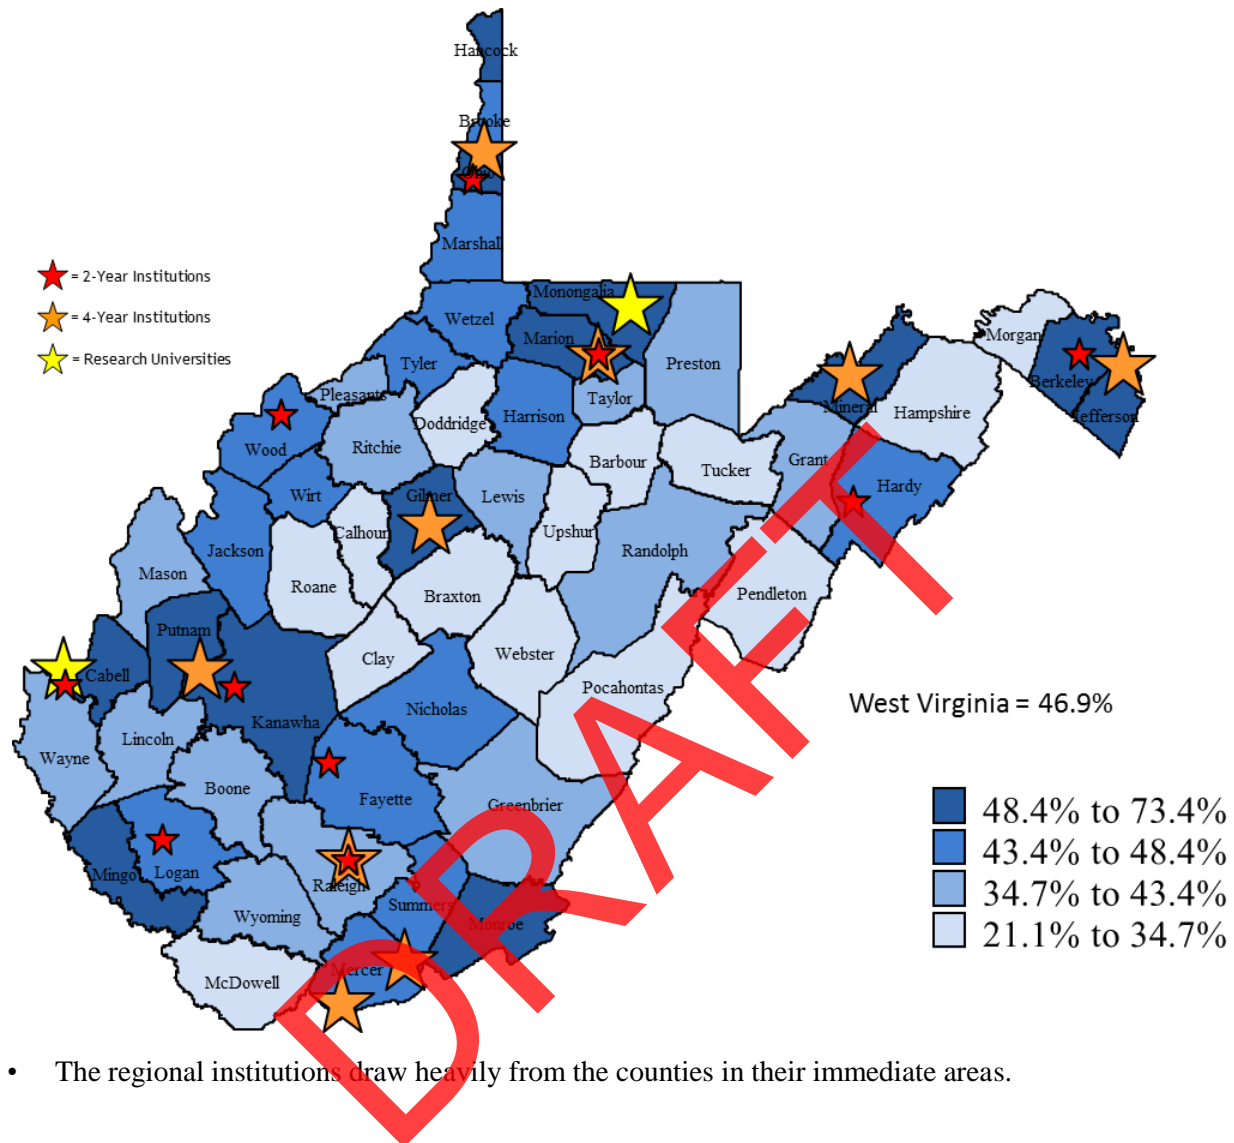 Hancock
Brooke
Ohio
Marshall
= 2-Year Institutions
= 4-Year Institutions
= Research Universities
Monongalia
Wetzel
Marion
Morgan
Tyler
Preston
Berkeley
Pleasants
Taylor
Mineral
Hampshire
Jefferson
Doddridge
Harrison
Wood
Ritchie
Barbour
Tucker
Grant
Hardy
Wirt
Gilmer
Lewis
Calhoun
Upshur
Jackson
Randolph
Mason
Roane
Braxton
Pendleton
Putnam
Clay
Webster
Cabell
Pocahontas
Nicholas
West Virginia = 46.9%
Kanawha
Lincoln
Wayne
Boone
Fayette
Greenbrier
48.4% to 73.4%
43.4% to 48.4%
34.7% to 43.4%
21.1% to 34.7%
Mingo
Logan
Raleigh
Summers
Wyoming
Monroe
Mercer
McDowell
DRAFT
• The regional institutions draw heavily from the counties in their immediate areas.